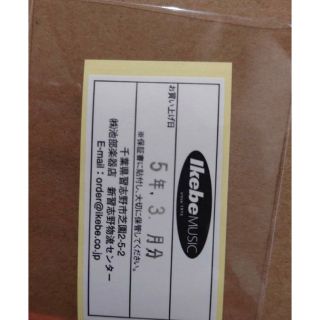 Ikebe MUSIC
お買い上げ日
5年, 3. 月分
※保証書に貼付し、大切に保管してください。
千葉県習志野市芝園2-5-2
㈱池部楽器店 新習志野物流センター
E-mail : order@ikebe.co.jp